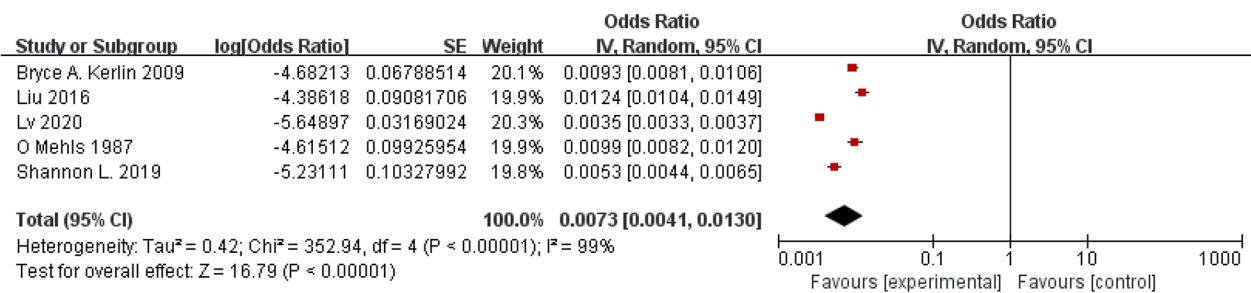 Odds Ratio Odds Ratio
Study or Subgroup log[Odds Ratio] SE Weight IV, Random, 95% CI IV, Random, 95% CI
Bryce A. Kerlin 2009 -4.68213 0.06788514 20.1% 0.0093 [0.0081, 0.0106]
Liu 2016 -4.38618 0.09081706 19.9% 0.0124 [0.0104, 0.0149]
Lv 2020 -5.64897 0.03169024 20.3% 0.0035 [0.0033, 0.0037]
O Mehls 1987 -4.61512 0.09925954 19.9% 0.0099 [0.0082, 0.0120]
Shannon L. 2019 -5.23111 0.10327992 19.8% 0.0053 [0.0044, 0.0065]
Total (95% CI) 100.0% 0.0073 [0.0041, 0.0130]
Heterogeneity: Tau² = 0.42; Chi² = 352.94, df = 4 (P < 0.00001); I² = 99%
Test for overall effect: Z = 16.79 (P < 0.00001)
0.001 0.1 1 10 1000
Favours [experimental] Favours [control]